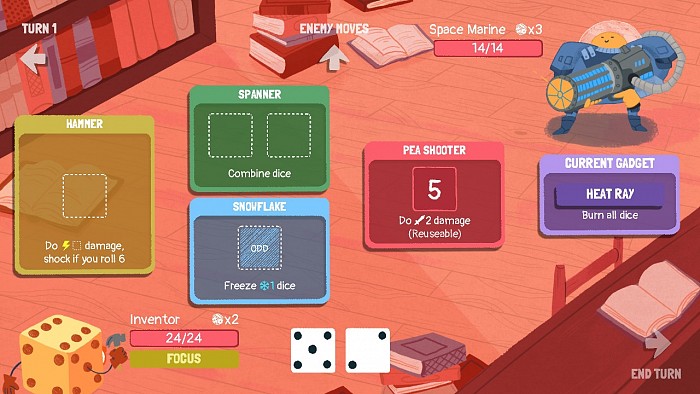 TURN 1
ENEMY MOVES
Space Marine x3
14/14
HAMMER
Do damage,
shock if you roll 6
SPANNER
Combine dice
SNOWFLAKE
ODD
Freeze 1 dice
PEA SHOOTER
5
Do 2 damage
(Reuseable)
CURRENT GADGET
HEAT RAY
Burn all dice
Inventor x2
24/24
FOCUS
END TURN